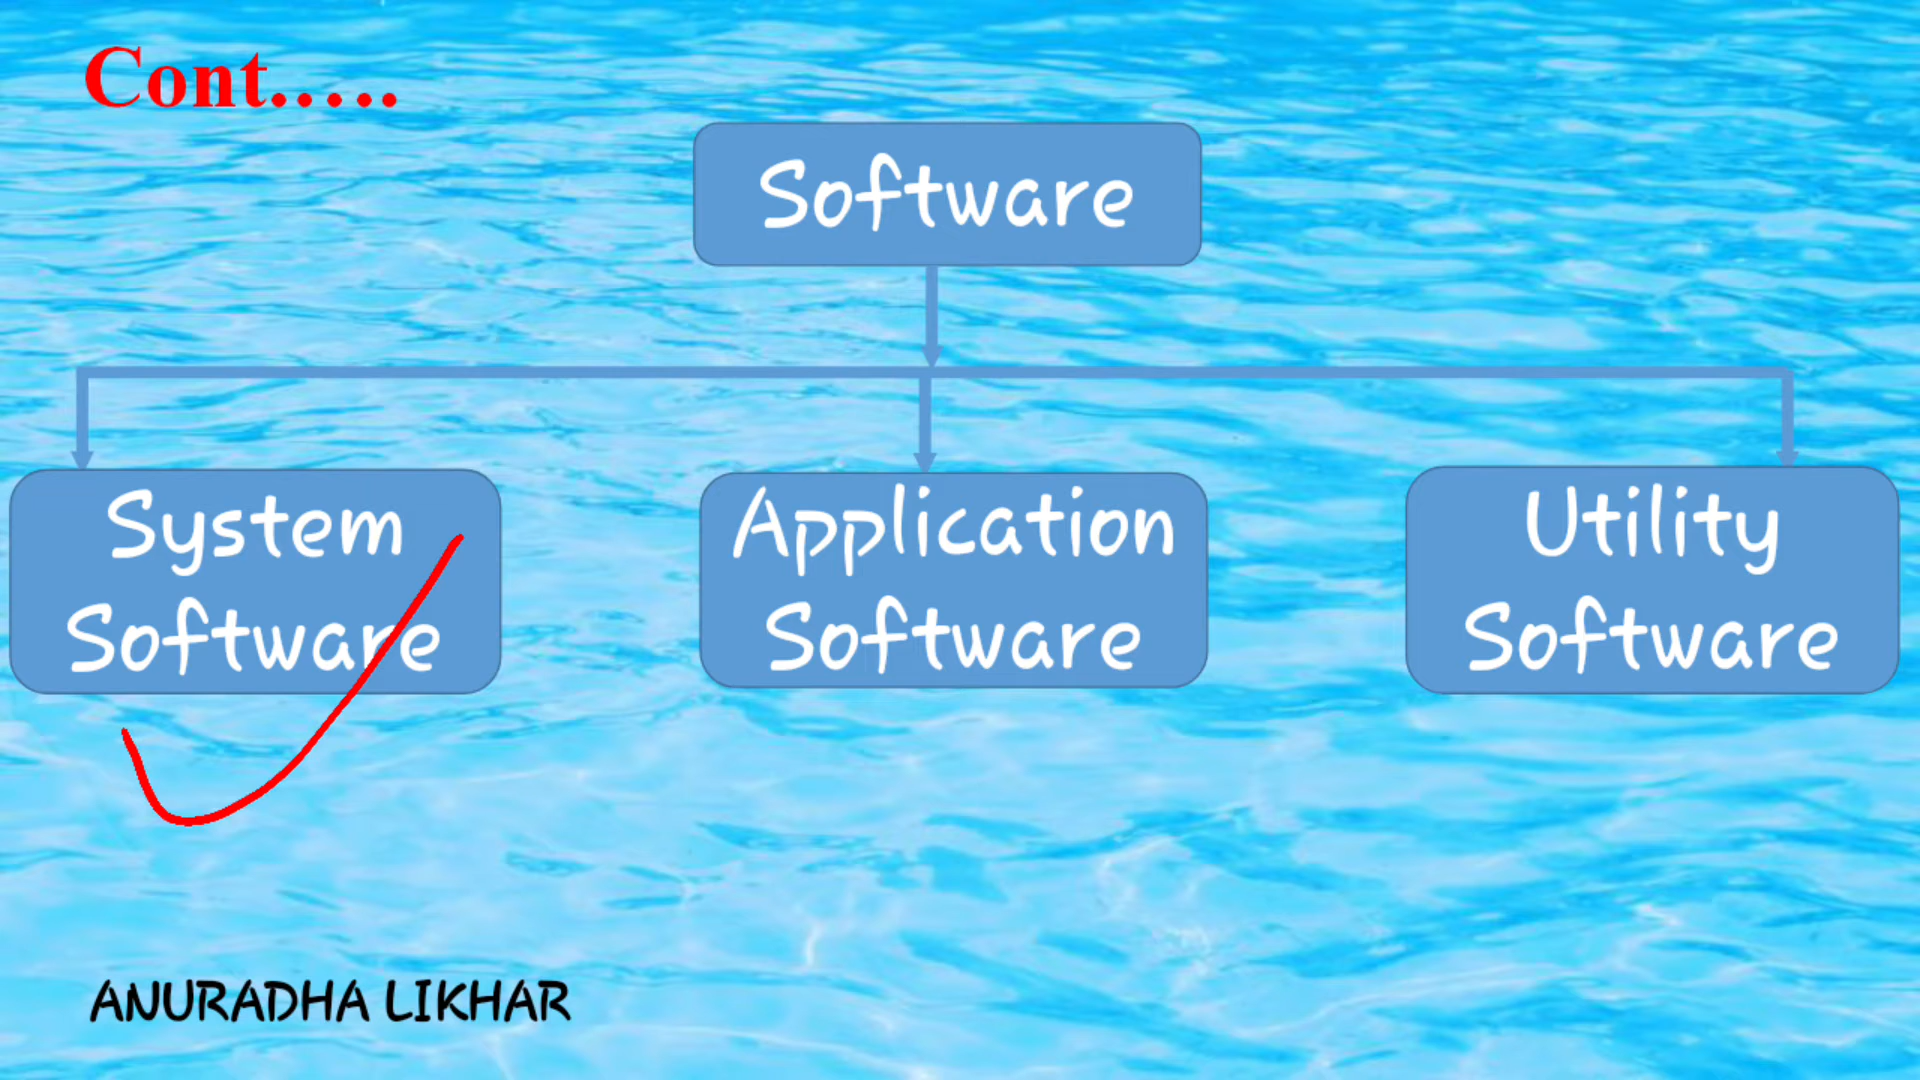 Cont......
Software
System
Software
Application
Software
Utility
Software
ANURADHA LIKHAR